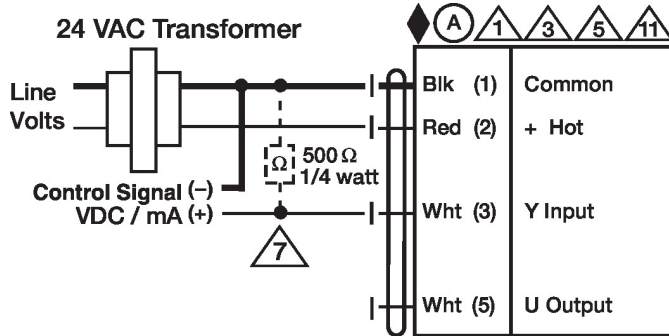 24 VAC Transformer
A 1 3 5 11
Line
Volts
Blk (1) Common
Red (2) + Hot
Ω 500 Ω
1/4 watt
Control Signal (–)
VDC / mA (+)
Wht (3) Y Input
7
Wht (5) U Output